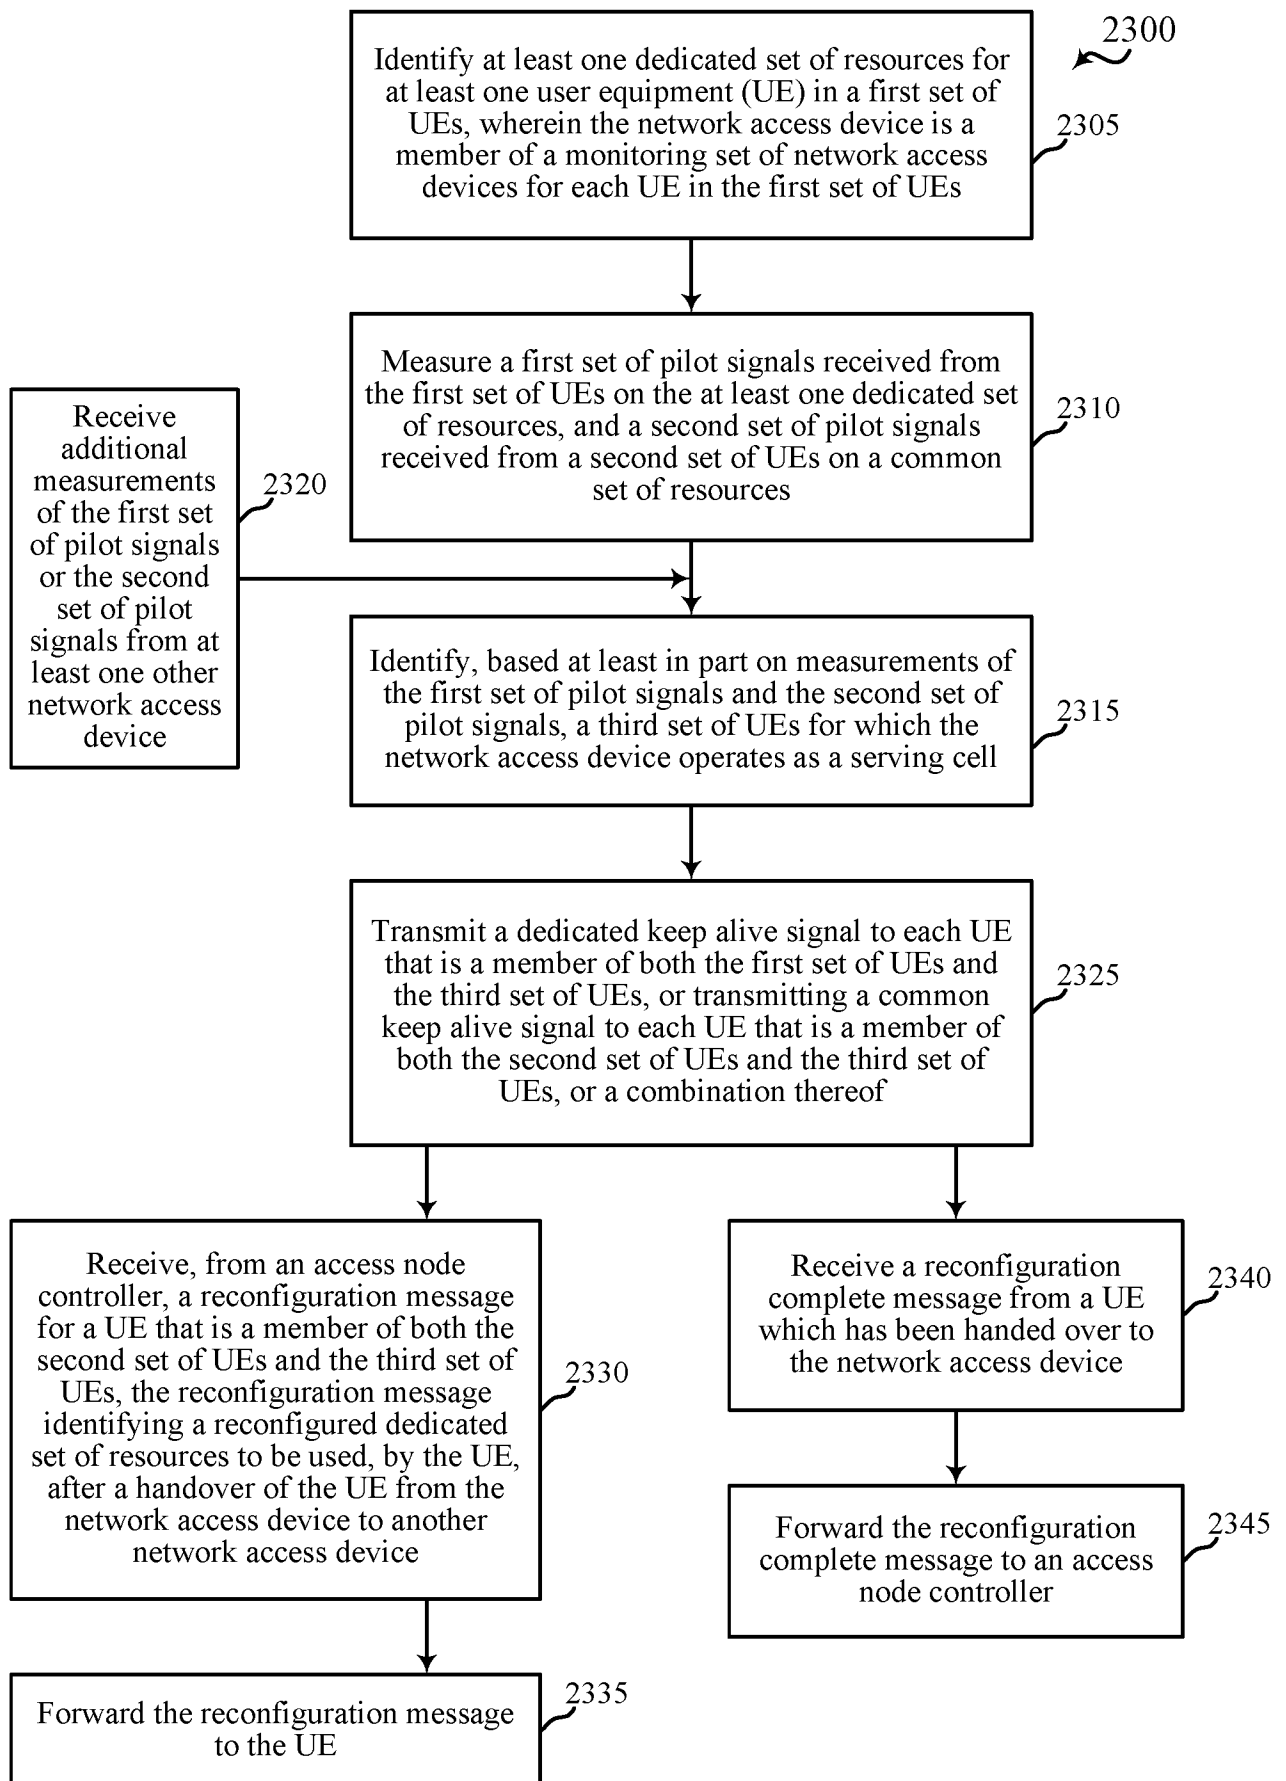 2300
Identify at least one dedicated set of resources for
at least one user equipment (UE) in a first set of
UEs, wherein the network access device is a
member of a monitoring set of network access
devices for each UE in the first set of UEs
2305
Measure a first set of pilot signals received from
the first set of UEs on the at least one dedicated set
of resources, and a second set of pilot signals
received from a second set of UEs on a common
set of resources
2310
Receive
additional
measurements
of the first set
of pilot signals
or the second
set of pilot
signals from at
least one other
network access
device
2320
Identify, based at least in part on measurements of
the first set of pilot signals and the second set of
pilot signals, a third set of UEs for which the
network access device operates as a serving cell
2315
Transmit a dedicated keep alive signal to each UE
that is a member of both the first set of UEs and
the third set of UEs, or transmitting a common
keep alive signal to each UE that is a member of
both the second set of UEs and the third set of
UEs, or a combination thereof
2325
Receive, from an access node
controller, a reconfiguration message
for a UE that is a member of both the
second set of UEs and the third set of
UEs, the reconfiguration message
identifying a reconfigured dedicated
set of resources to be used, by the UE,
after a handover of the UE from the
network access device to another
network access device
2330
Forward the reconfiguration message
to the UE
2335
Receive a reconfiguration
complete message from a UE
which has been handed over to
the network access device
2340
Forward the reconfiguration
complete message to an access
node controller
2345